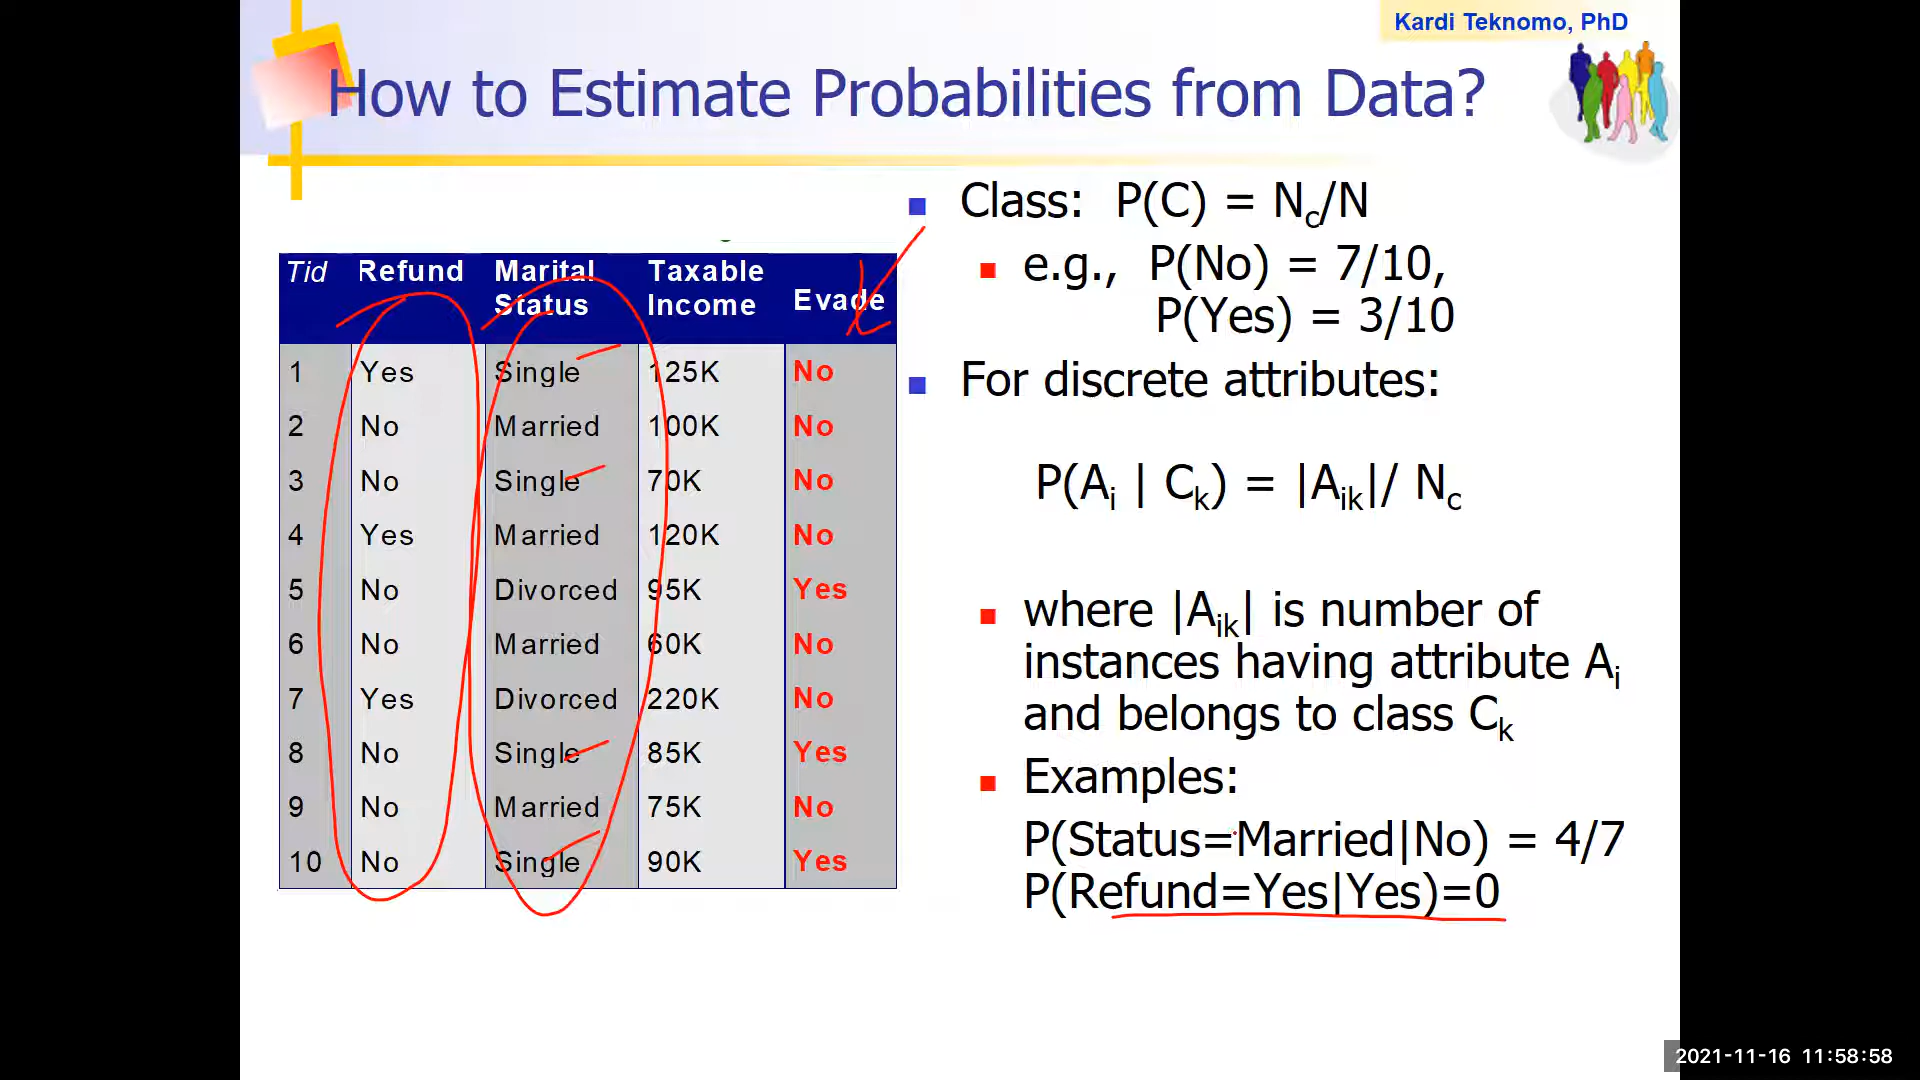 Kardi Teknomo, PhD
How to Estimate Probabilities from Data?
Tid Refund Marital Status Taxable Income Evade
1 Yes Single 125K No
2 No Married 100K No
3 No Single 70K No
4 Yes Married 120K No
5 No Divorced 95K Yes
6 No Married 60K No
7 Yes Divorced 220K No
8 No Single 85K Yes
9 No Married 75K No
10 No Single 90K Yes
Class: P(C) = Nc/N
e.g., P(No) = 7/10,
P(Yes) = 3/10
For discrete attributes:
P(Ai | Ck) = |Aik|/ Nc
where |Aik| is number of
instances having attribute Ai
and belongs to class Ck
Examples:
P(Status=Married|No) = 4/7
P(Refund=Yes|Yes)=0
2021-11-16 11:58:58